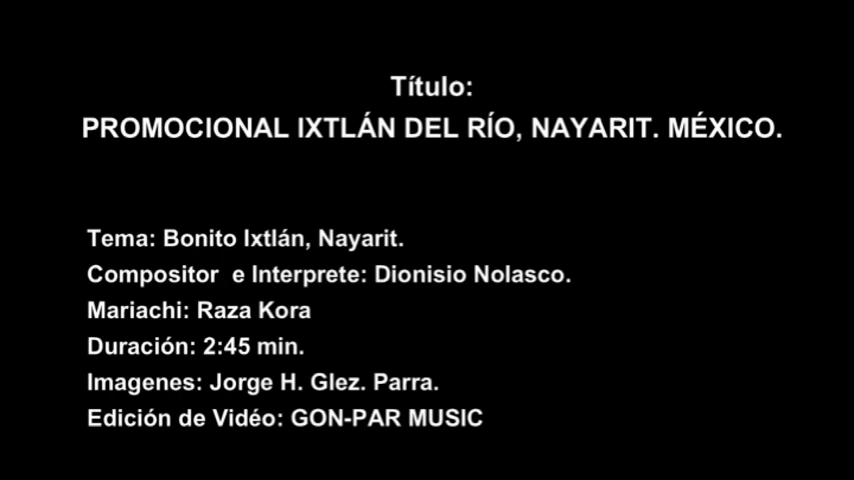 Título:
PROMOCIONAL IXTLÁN DEL RÍO, NAYARIT. MÉXICO.
Tema: Bonito Ixtlán, Nayarit.
Compositor  e Interprete: Dionisio Nolasco.
Mariachi: Raza Kora
Duración: 2:45 min.
Imagenes: Jorge H. Glez. Parra.
Edición de Vidéo: GON-PAR MUSIC